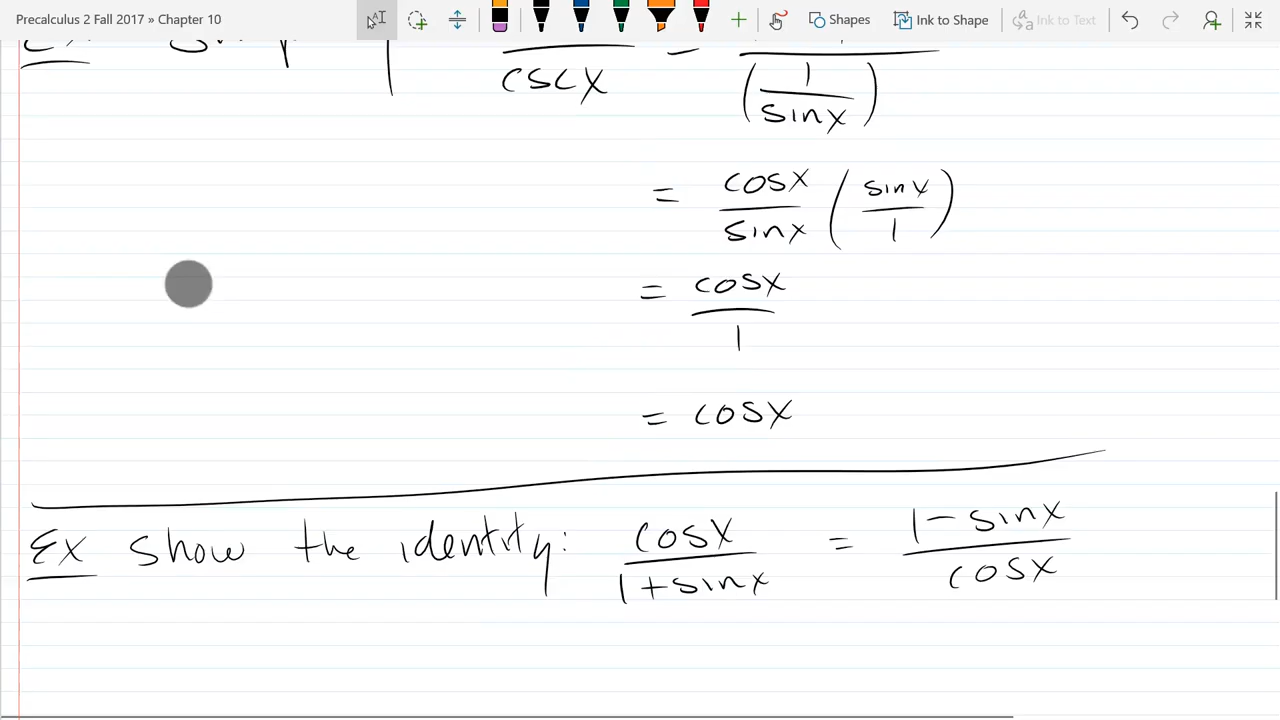 Precalculus 2 Fall 2017 » Chapter 10
Shapes
Ink to Shape
Ink to Text
Ex
cscx = (1/sinx)
= cosx/sinx (sinx/1)
= cosx/1
= cosx
Ex show the identity: cosx/1+sinx = 1-sinx/cosx